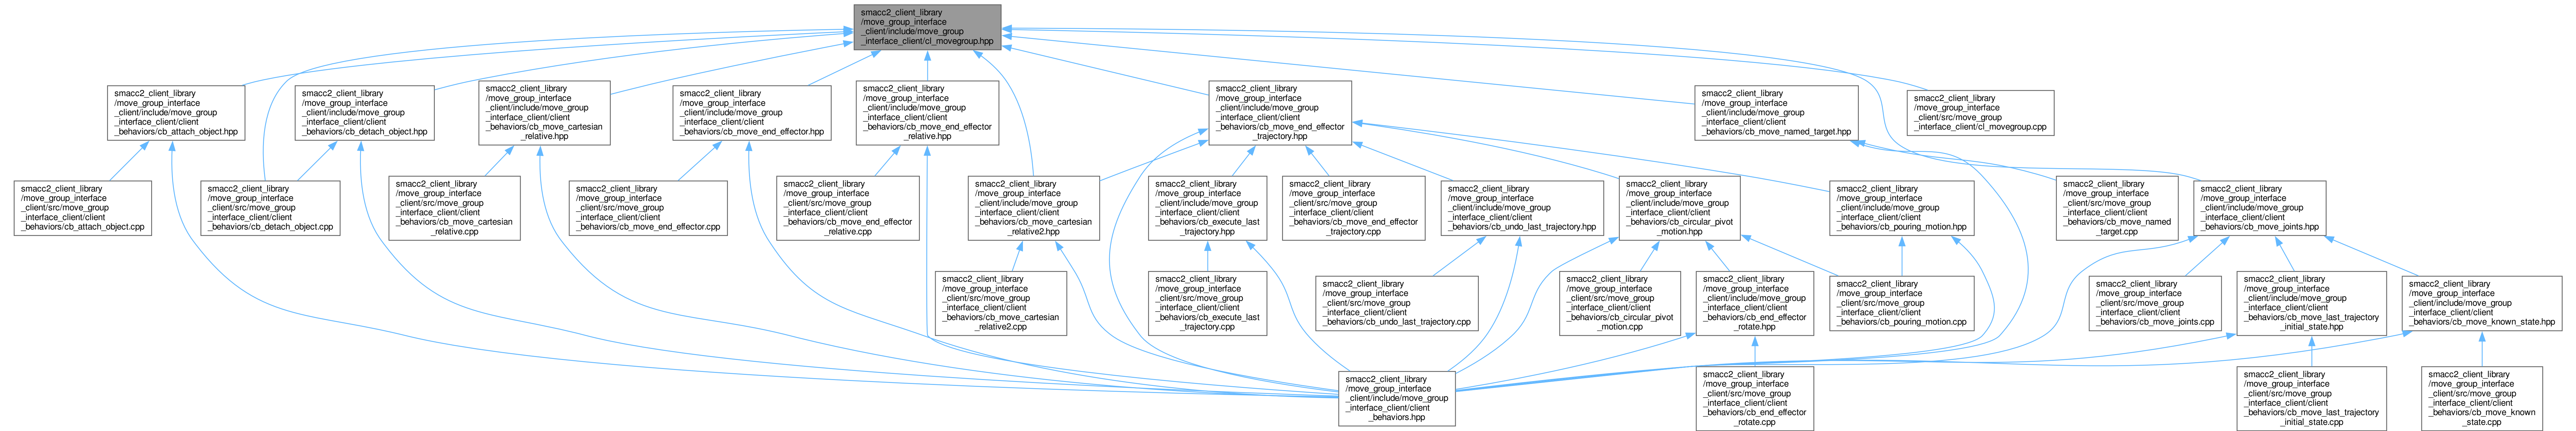 smacc2_client_library
/move_group_interface
_client/include/move_group
_interface_client/cl_movegroup.hpp
smacc2_client_library
/move_group_interface
_client/include/move_group
_interface_client/client
_behaviors/cb_attach_object.hpp
smacc2_client_library
/move_group_interface
_client/include/move_group
_interface_client/client
_behaviors/cb_detach_object.hpp
smacc2_client_library
/move_group_interface
_client/include/move_group
_interface_client/client
_behaviors/cb_move_cartesian
_relative.hpp
smacc2_client_library
/move_group_interface
_client/include/move_group
_interface_client/client
_behaviors/cb_move_end_effector.hpp
smacc2_client_library
/move_group_interface
_client/include/move_group
_interface_client/client
_behaviors/cb_move_end_effector
_relative.hpp
smacc2_client_library
/move_group_interface
_client/include/move_group
_interface_client/client
_behaviors/cb_move_end_effector
_trajectory.hpp
smacc2_client_library
/move_group_interface
_client/include/move_group
_interface_client/client
_behaviors/cb_move_named_target.hpp
smacc2_client_library
/move_group_interface
_client/src/move_group
_interface_client/cl_movegroup.cpp
smacc2_client_library
/move_group_interface
_client/src/move_group
_interface_client/client
_behaviors/cb_attach_object.cpp
smacc2_client_library
/move_group_interface
_client/src/move_group
_interface_client/client
_behaviors/cb_detach_object.cpp
smacc2_client_library
/move_group_interface
_client/src/move_group
_interface_client/client
_behaviors/cb_move_cartesian
_relative.cpp
smacc2_client_library
/move_group_interface
_client/src/move_group
_interface_client/client
_behaviors/cb_move_end_effector.cpp
smacc2_client_library
/move_group_interface
_client/src/move_group
_interface_client/client
_behaviors/cb_move_end_effector
_relative.cpp
smacc2_client_library
/move_group_interface
_client/include/move_group
_interface_client/client
_behaviors/cb_move_cartesian
_relative2.hpp
smacc2_client_library
/move_group_interface
_client/include/move_group
_interface_client/client
_behaviors/cb_execute_last
_trajectory.hpp
smacc2_client_library
/move_group_interface
_client/src/move_group
_interface_client/client
_behaviors/cb_move_end_effector
_trajectory.cpp
smacc2_client_library
/move_group_interface
_client/include/move_group
_interface_client/client
_behaviors/cb_undo_last_trajectory.hpp
smacc2_client_library
/move_group_interface
_client/include/move_group
_interface_client/client
_behaviors/cb_circular_pivot
_motion.hpp
smacc2_client_library
/move_group_interface
_client/include/move_group
_interface_client/client
_behaviors/cb_pouring_motion.hpp
smacc2_client_library
/move_group_interface
_client/src/move_group
_interface_client/client
_behaviors/cb_move_named
_target.cpp
smacc2_client_library
/move_group_interface
_client/include/move_group
_interface_client/client
_behaviors/cb_move_joints.hpp
smacc2_client_library
/move_group_interface
_client/src/move_group
_interface_client/client
_behaviors/cb_move_cartesian
_relative2.cpp
smacc2_client_library
/move_group_interface
_client/src/move_group
_interface_client/client
_behaviors/cb_execute_last
_trajectory.cpp
smacc2_client_library
/move_group_interface
_client/src/move_group
_interface_client/client
_behaviors/cb_undo_last_trajectory.cpp
smacc2_client_library
/move_group_interface
_client/src/move_group
_interface_client/client
_behaviors/cb_circular_pivot
_motion.cpp
smacc2_client_library
/move_group_interface
_client/include/move_group
_interface_client/client
_behaviors/cb_end_effector
_rotate.hpp
smacc2_client_library
/move_group_interface
_client/src/move_group
_interface_client/client
_behaviors/cb_pouring_motion.cpp
smacc2_client_library
/move_group_interface
_client/src/move_group
_interface_client/client
_behaviors/cb_move_joints.cpp
smacc2_client_library
/move_group_interface
_client/include/move_group
_interface_client/client
_behaviors/cb_move_last_trajectory
_initial_state.hpp
smacc2_client_library
/move_group_interface
_client/include/move_group
_interface_client/client
_behaviors/cb_move_known_state.hpp
smacc2_client_library
/move_group_interface
_client/include/move_group
_interface_client/client
_behaviors.hpp
smacc2_client_library
/move_group_interface
_client/src/move_group
_interface_client/client
_behaviors/cb_end_effector
_rotate.cpp
smacc2_client_library
/move_group_interface
_client/src/move_group
_interface_client/client
_behaviors/cb_move_last_trajectory
_initial_state.cpp
smacc2_client_library
/move_group_interface
_client/src/move_group
_interface_client/client
_behaviors/cb_move_known
_state.cpp